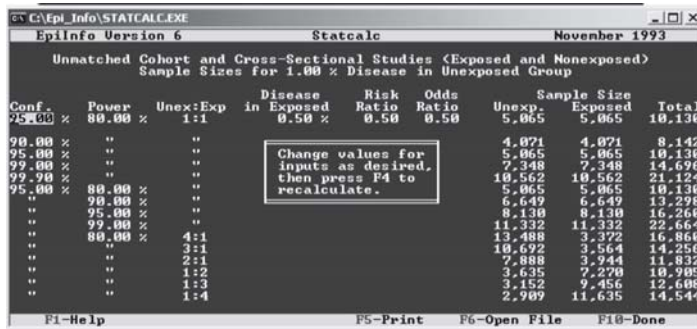 C:\Epi_Info\STATCALC.EXE
EpiInfo Version 6 Statcalc November 1993
Unmatched Cohort and Cross-Sectional Studies (Exposed and Nonexposed)
Sample Sizes for 1.00 % Disease in Unexposed Group
Disease Risk Odds Sample Size
Conf. Power Unex:Exp in Exposed Ratio Ratio Unexp. Exposed Total
95.00 % 80.00 % 1:1 0.50 % 0.50 0.50 5,065 5,065 10,130
90.00 % " " 4,071 4,071 8,142
95.00 % " " 5,065 5,065 10,130
99.00 % " " 7,348 7,348 14,696
99.90 % " " 10,562 10,562 21,124
95.00 % 80.00 % " 5,065 5,065 10,130
" 90.00 % " 6,649 6,649 13,298
" 95.00 % " 8,130 8,130 16,260
" 99.00 % " 11,332 11,332 22,664
" 80.00 % 4:1 13,488 3,372 16,860
" " 3:1 10,692 3,564 14,256
" " 2:1 7,888 3,944 11,832
" " 1:2 3,635 7,270 10,905
" " 1:3 3,152 9,456 12,608
" " 1:4 2,909 11,635 14,544
Change values for
inputs as desired,
then press F4 to
recalculate.
F1-Help F5-Print F6-Open File F10-Done